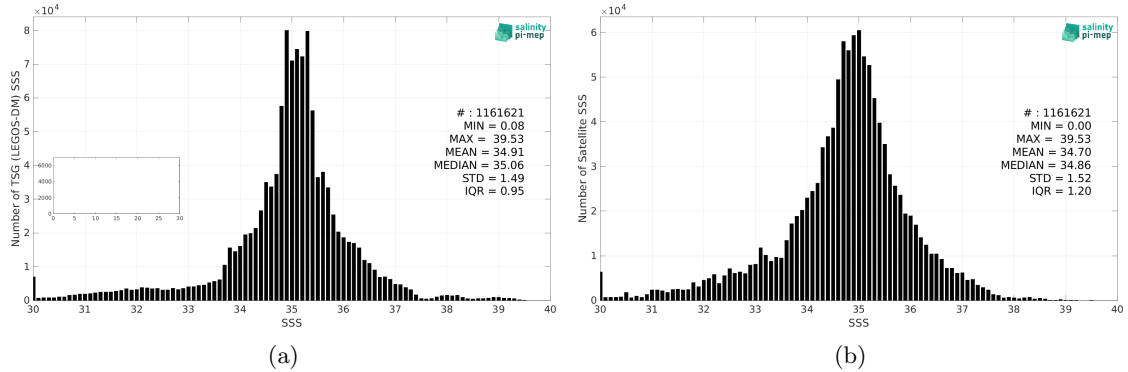 ×10⁴
8
7
6
5
4
3
2
1
0
Number of TSG (LEGOS-DM) SSS
30 31 32 33 34 35 36 37 38 39 40
SSS
salinity
pi-mep
# : 1161621
MIN = 0.08
MAX = 39.53
MEAN = 34.91
MEDIAN = 35.06
STD = 1.49
IQR = 0.95
6000
4000
2000
0
0 5 10 15 20 25 30
(a)
×10⁴
6
5
4
3
2
1
0
Number of Satellite SSS
30 31 32 33 34 35 36 37 38 39 40
SSS
salinity
pi-mep
# : 1161621
MIN = 0.00
MAX = 39.53
MEAN = 34.70
MEDIAN = 34.86
STD = 1.52
IQR = 1.20
(b)